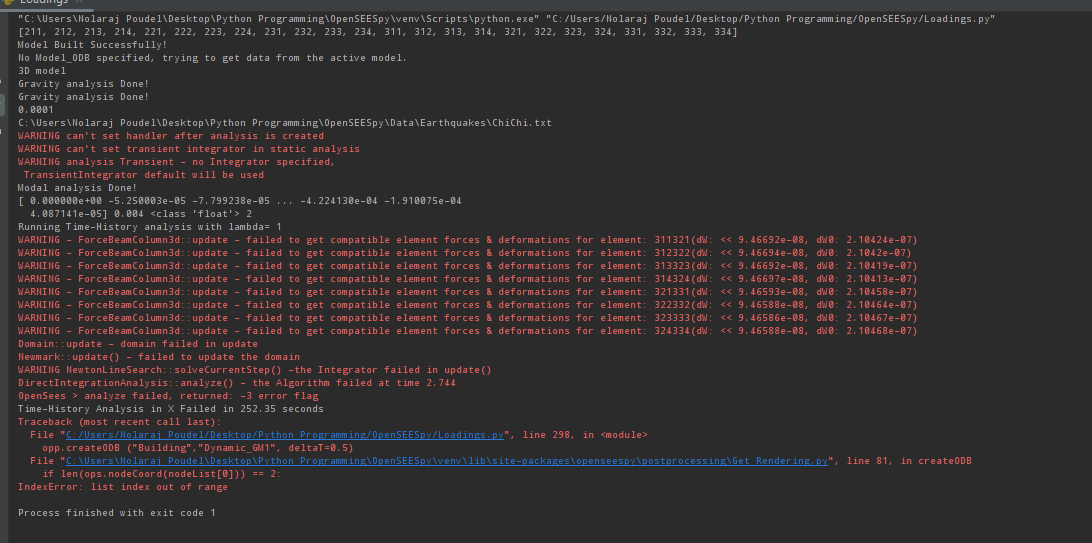 Loadings
"C:\Users\Nolaraj Poudel\Desktop\Python Programming\OpenSEESpy\venv\Scripts\python.exe" "C:/Users/Nolaraj Poudel/Desktop/Python Programming/OpenSEESpy/Loadings.py"
[211, 212, 213, 214, 221, 222, 223, 224, 231, 232, 233, 234, 311, 312, 313, 314, 321, 322, 323, 324, 331, 332, 333, 334]
Model Built Successfully!
No Model_ODB specified, trying to get data from the active model.
3D model
Gravity analysis Done!
Gravity analysis Done!
0.0001
C:\Users\Nolaraj Poudel\Desktop\Python Programming\OpenSEESpy\Data\Earthquakes\ChiChi.txt
WARNING can't set handler after analysis is created
WARNING can't set transient integrator in static analysis
WARNING analysis Transient - no Integrator specified,
 TransientIntegrator default will be used
Modal analysis Done!
[ 0.000000e+00 -5.250003e-05 -7.799238e-05 ... -4.224130e-04 -1.910075e-04
  4.087141e-05] 0.004 <class 'float'> 2
Running Time-History analysis with lambda= 1
WARNING - ForceBeamColumn3d::update - failed to get compatible element forces & deformations for element: 311321(dW: << 9.46692e-08, dW0: 2.10424e-07)
WARNING - ForceBeamColumn3d::update - failed to get compatible element forces & deformations for element: 312322(dW: << 9.46694e-08, dW0: 2.1042e-07)
WARNING - ForceBeamColumn3d::update - failed to get compatible element forces & deformations for element: 313323(dW: << 9.46692e-08, dW0: 2.10419e-07)
WARNING - ForceBeamColumn3d::update - failed to get compatible element forces & deformations for element: 314324(dW: << 9.46697e-08, dW0: 2.10413e-07)
WARNING - ForceBeamColumn3d::update - failed to get compatible element forces & deformations for element: 321331(dW: << 9.46593e-08, dW0: 2.10458e-07)
WARNING - ForceBeamColumn3d::update - failed to get compatible element forces & deformations for element: 322332(dW: << 9.46588e-08, dW0: 2.10464e-07)
WARNING - ForceBeamColumn3d::update - failed to get compatible element forces & deformations for element: 323333(dW: << 9.46586e-08, dW0: 2.10467e-07)
WARNING - ForceBeamColumn3d::update - failed to get compatible element forces & deformations for element: 324334(dW: << 9.46588e-08, dW0: 2.10468e-07)
Domain::update - domain failed in update
Newmark::update() - failed to update the domain
WARNING NewtonLineSearch::solveCurrentStep() -the Integrator failed in update()
DirectIntegrationAnalysis::analyze() - the Algorithm failed at time 2.744
OpenSees > analyze failed, returned: -3 error flag
Time-History Analysis in X Failed in 252.35 seconds
Traceback (most recent call last):
  File "C:/Users/Nolaraj Poudel/Desktop/Python Programming/OpenSEESpy/Loadings.py", line 298, in <module>
    opp.createODB ("Building","Dynamic_GM1", deltaT=0.5)
  File "C:\Users\Nolaraj Poudel\Desktop\Python Programming\OpenSEESpy\venv\lib\site-packages\openseespy\postprocessing\Get_Rendering.py", line 81, in createODB
    if len(ops.nodeCoord(nodeList[0])) == 2:
IndexError: list index out of range
Process finished with exit code 1